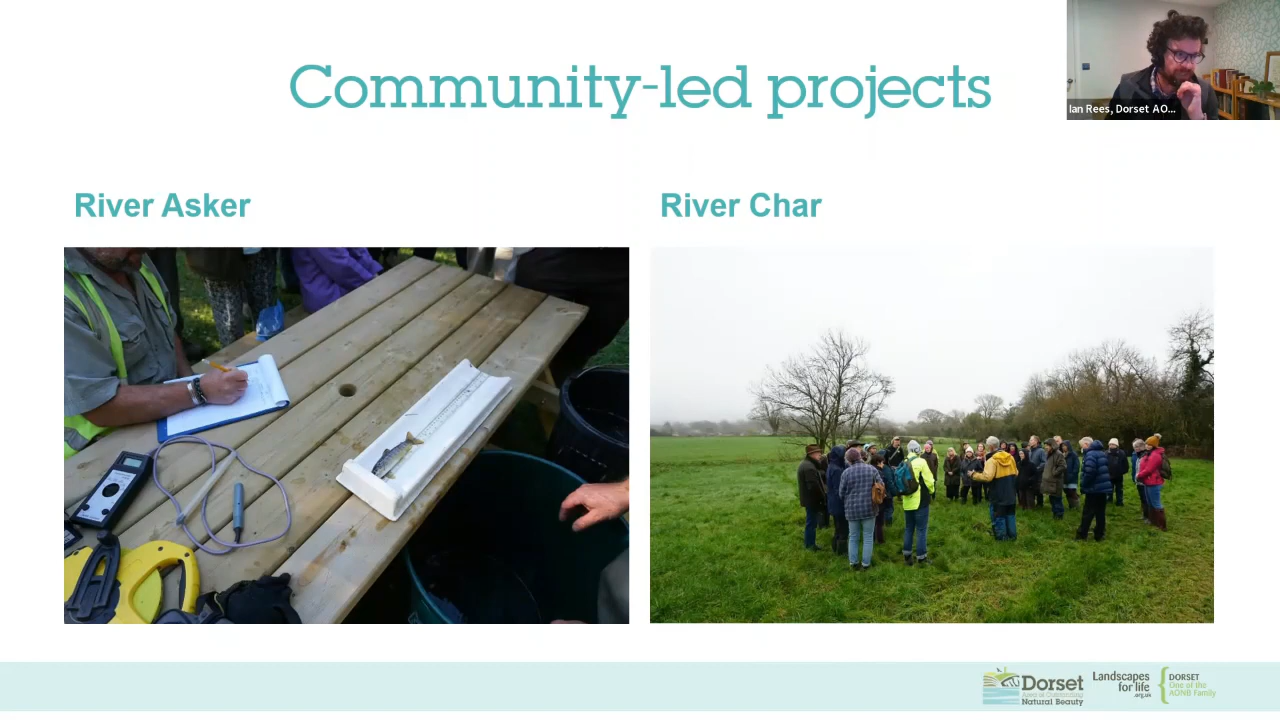 Community-led projects
Ian Rees, Dorset AO...
River Asker
River Char
Dorset
Area of Outstanding
Natural Beauty
Landscapes
for life
.org.uk
DORSET
One of the
AONB Family